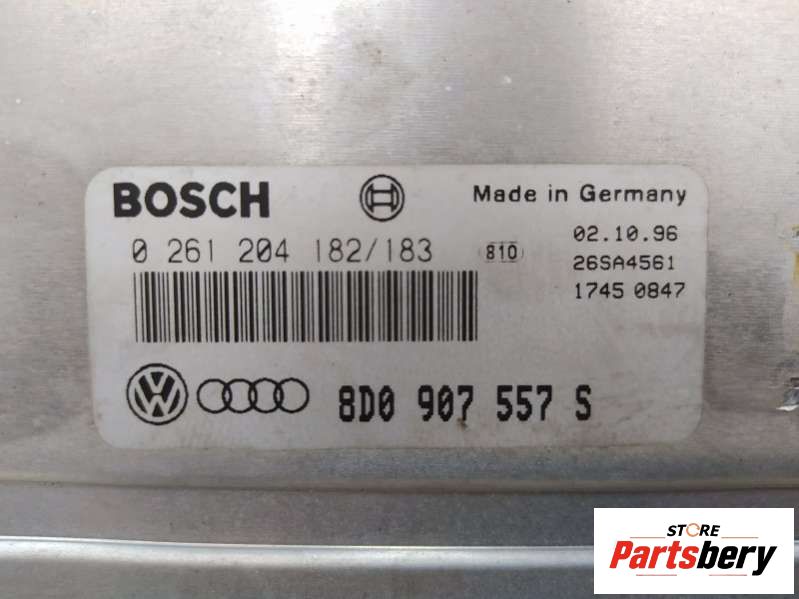 BOSCH
Made in Germany
0 261 204 182/183
810
02.10.96
26SA4561
1745 0847
VW
8D0 907 557 S
STORE
Partsbery